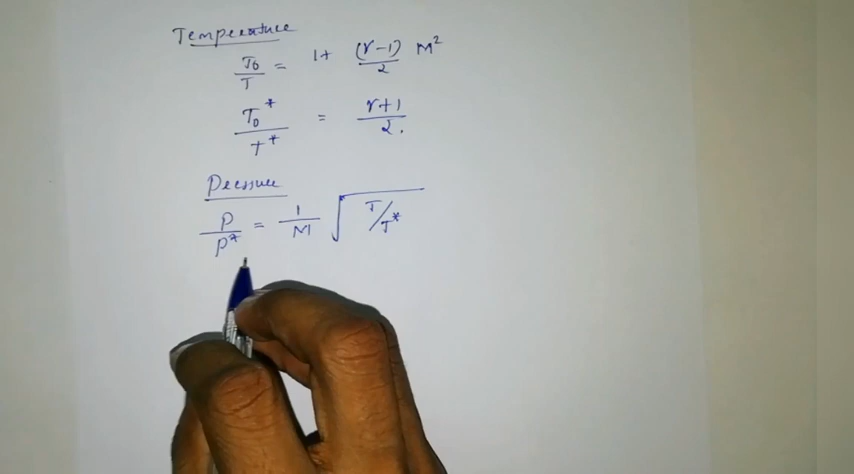 Temperature
T0/T = 1+ (γ-1)/2 M²
T0*/T* = γ+1/2.
Pressure
P/P* = 1/M √T/T*